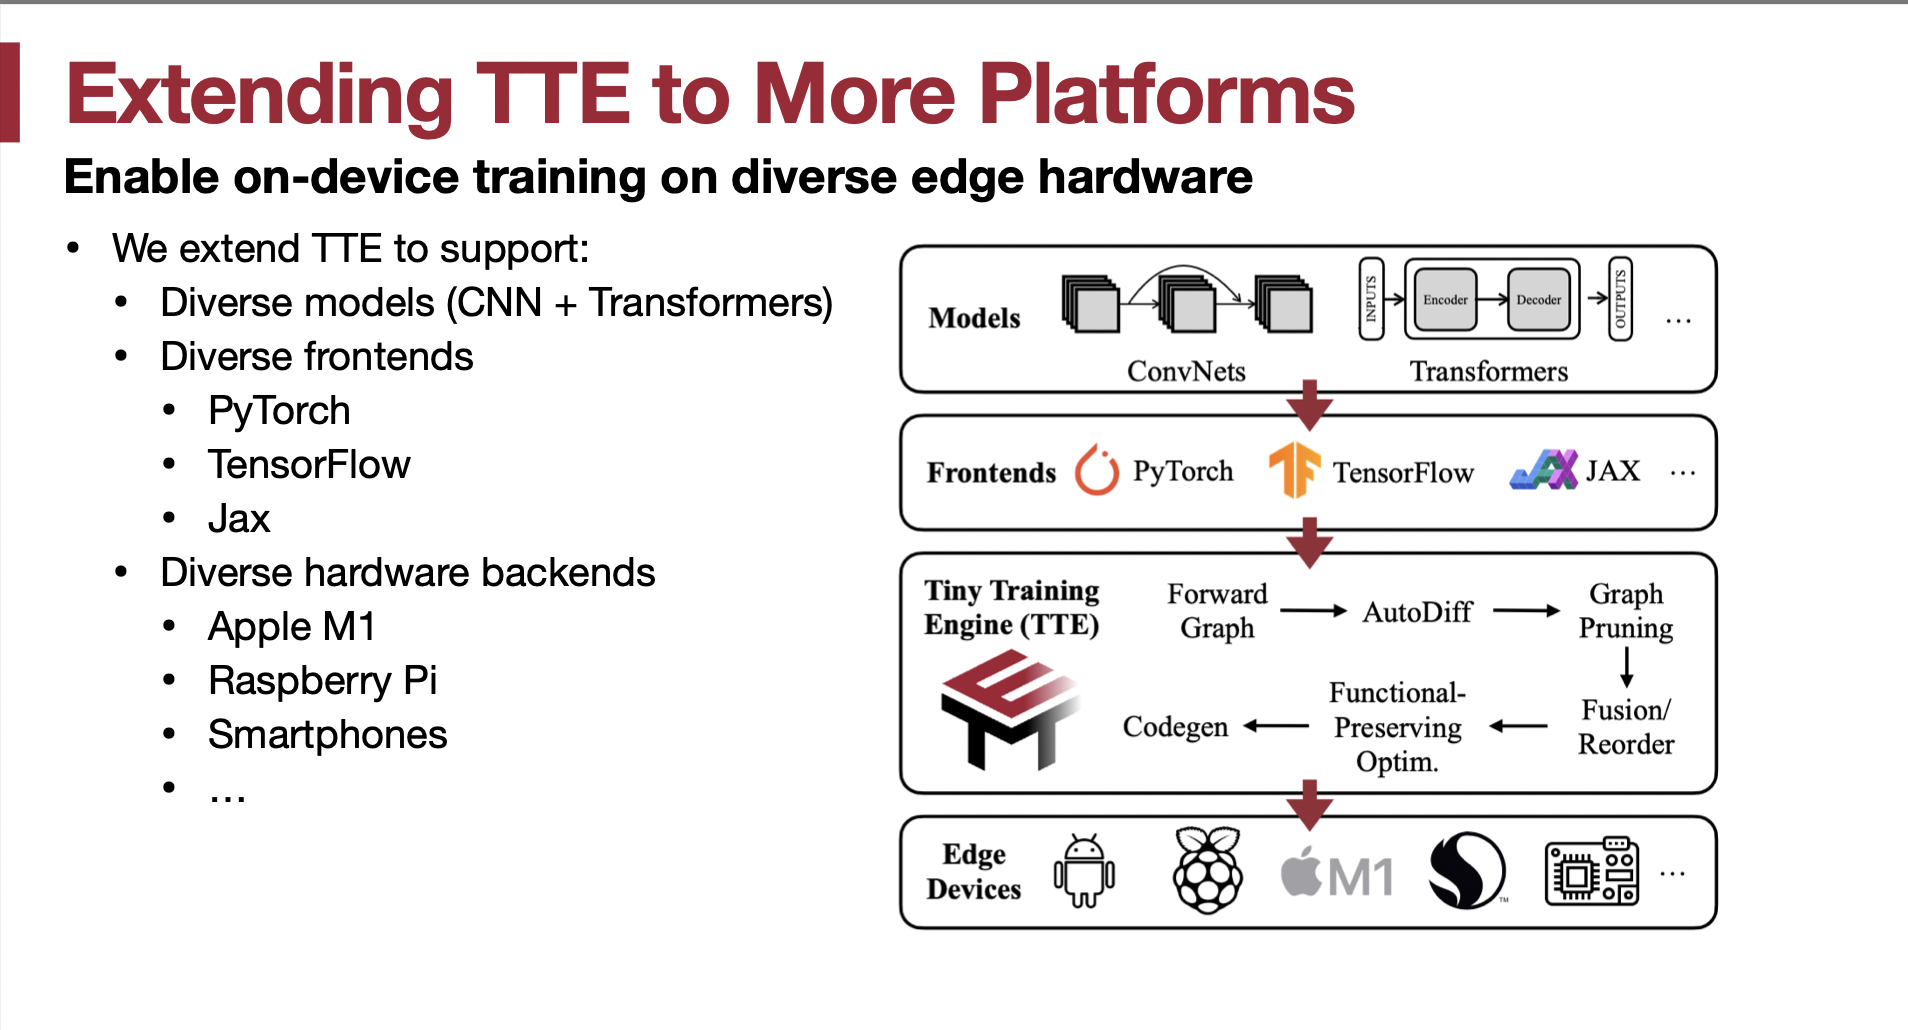 Extending TTE to More Platforms
Enable on-device training on diverse edge hardware
• We extend TTE to support:
• Diverse models (CNN + Transformers)
• Diverse frontends
• PyTorch
• TensorFlow
• Jax
• Diverse hardware backends
• Apple M1
• Raspberry Pi
• Smartphones
• ...
Models
ConvNets
INPUTS
Encoder
Decoder
OUTPUTS
Transformers
...
Frontends
PyTorch
TensorFlow
JAX
JAX
...
Tiny Training
Engine (TTE)
Forward
Graph
AutoDiff
Graph
Pruning
Fusion/
Reorder
Functional-
Preserving
Optim.
Codegen
Edge
Devices
M1
TM
...